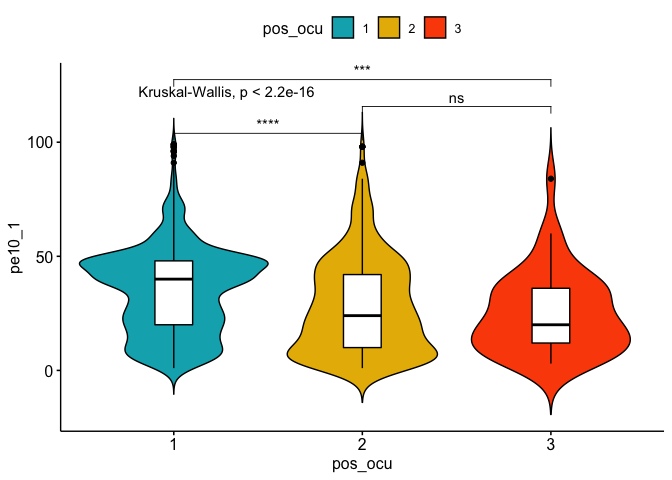 pos_ocu 1 2 3
***
Kruskal-Wallis, p < 2.2e-16
ns
****
100
50
0
pe10_1
1 2 3
pos_ocu